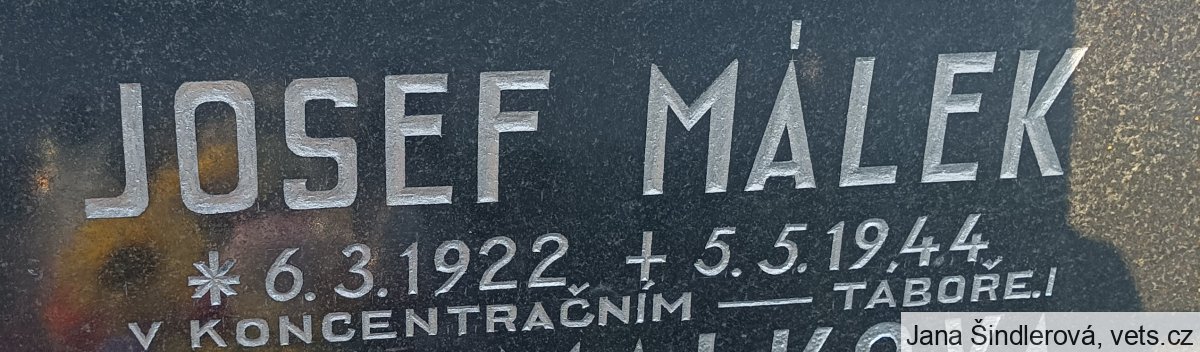 JOSEF MÁLEK
* 6. 3. 1922 + 5. 5. 1944
V KONCENTRAČNÍM — TÁBOŘE.
Jana Šindlerová, vets.cz